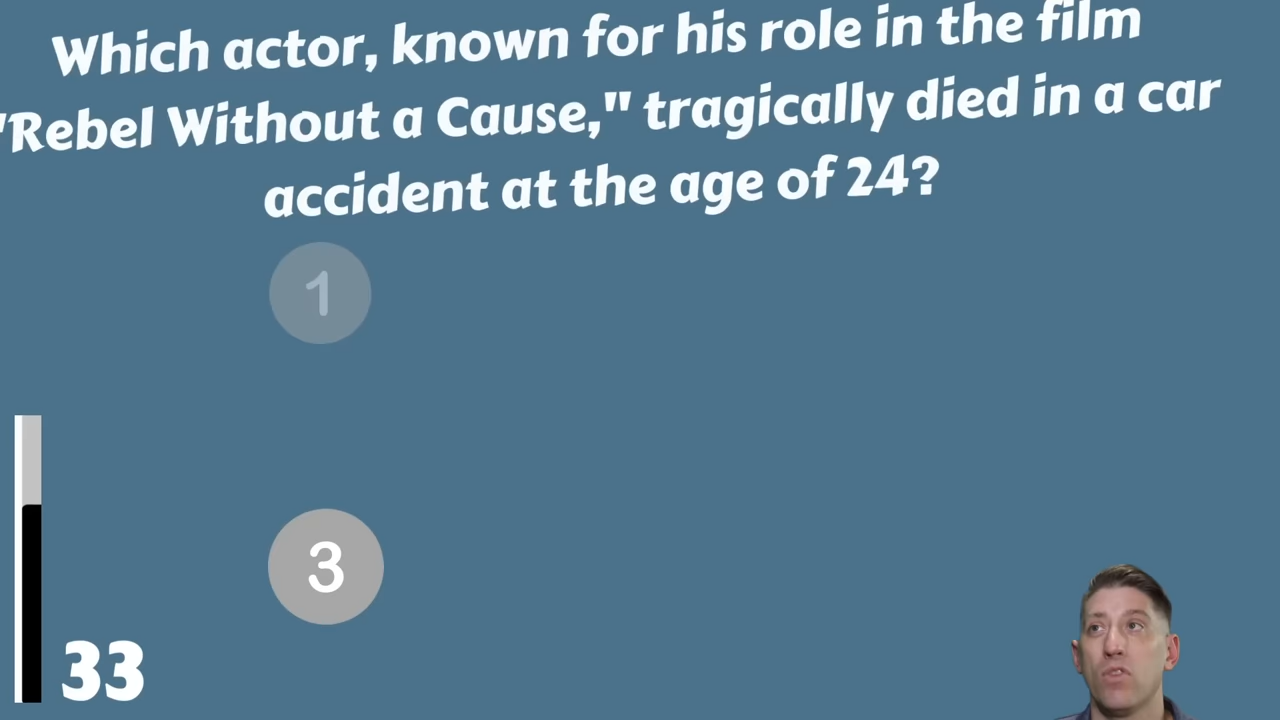 Which actor, known for his role in the film
"Rebel Without a Cause," tragically died in a car
accident at the age of 24?
1
3
33